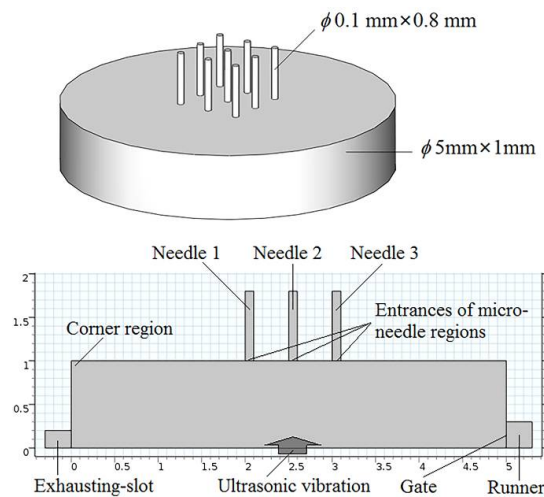 ϕ0.1 mm×0.8 mm
ϕ5mm×1mm
Needle 1 Needle 2 Needle 3
2
1.5
1
0.5
0
Corner region
Entrances of micro-
needle regions
0 0.5 1 1.5 2 2.5 3 3.5 4 4.5 5
Exhausting-slot Ultrasonic vibration Gate Runner